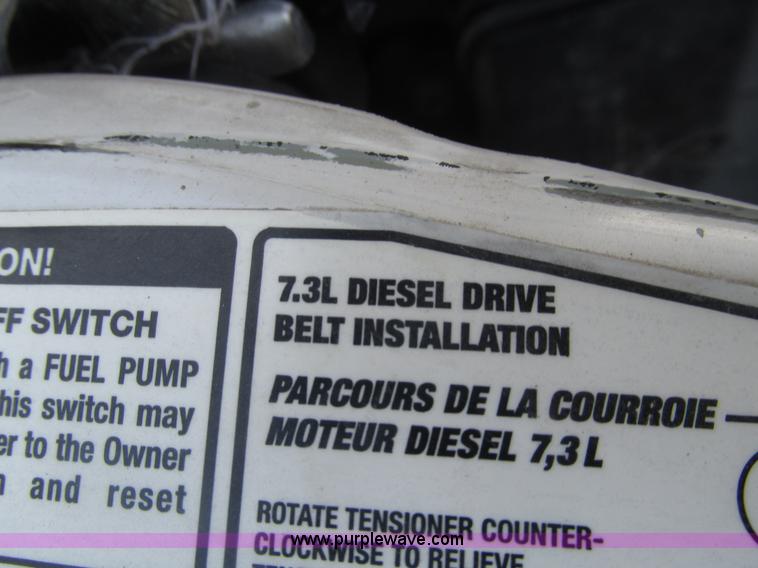 ON!
FF SWITCH
h a FUEL PUMP
his switch may
er to the Owner
n and reset
7.3L DIESEL DRIVE
BELT INSTALLATION
PARCOURS DE LA COURROIE
MOTEUR DIESEL 7,3 L
ROTATE TENSIONER COUNTER-
CLOCKWISE TO RELIEVE
www.purplewave.com